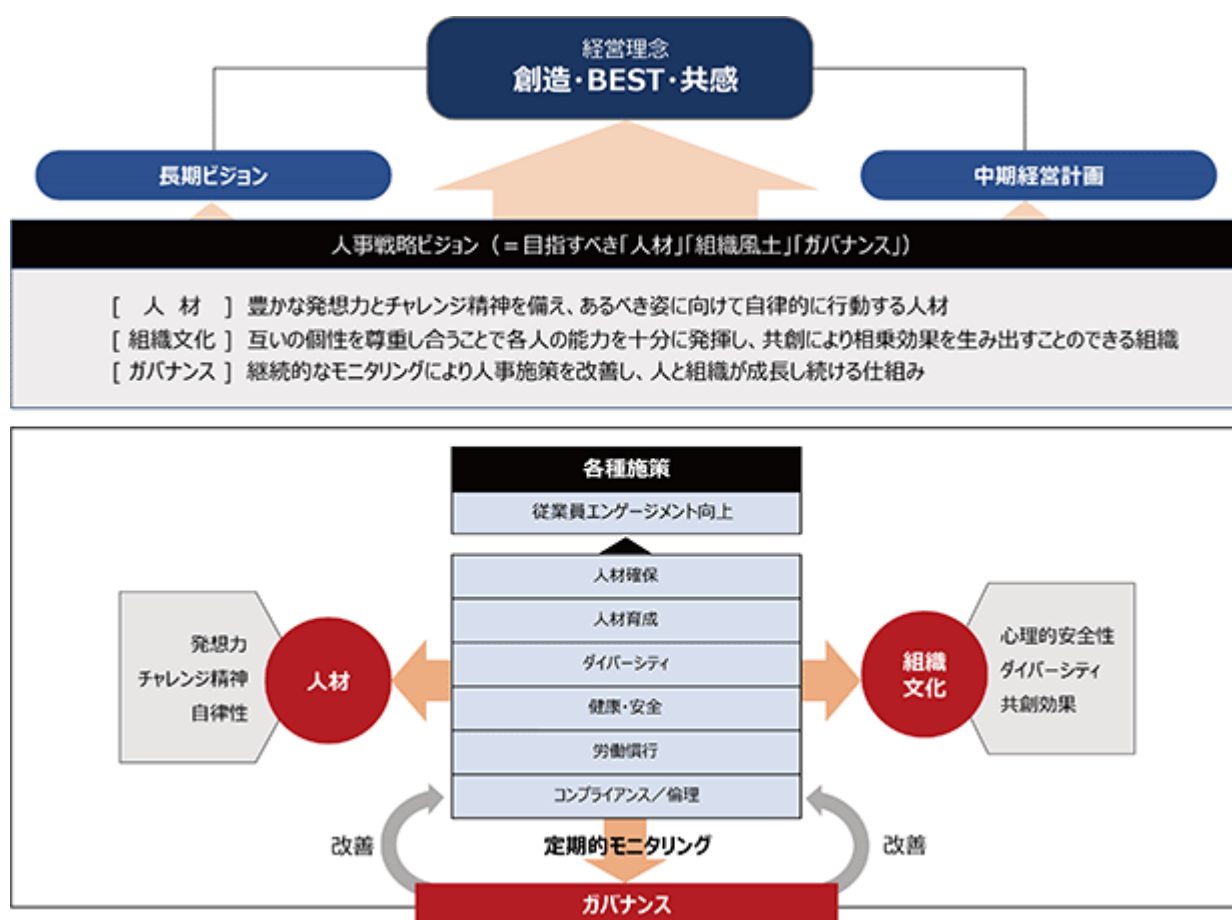 経営理念
創造・BEST・共感
長期ビジョン
中期経営計画
人事戦略ビジョン（＝目指すべき「人材」「組織風土」「ガバナンス」）
[　人　材　] 豊かな発想力とチャレンジ精神を備え、あるべき姿に向けて自律的に行動する人材
[ 組織文化 ] 互いの個性を尊重し合うことで各人の能力を十分に発揮し、共創により相乗効果を生み出すことのできる組織
[ ガバナンス ] 継続的なモニタリングにより人事施策を改善し、人と組織が成長し続ける仕組み
各種施策
従業員エンゲージメント向上
人材確保
人材育成
ダイバーシティ
健康・安全
労働慣行
コンプライアンス／倫理
発想力
チャレンジ精神
自律性
人材
組織
文化
心理的安全性
ダイバーシティ
共創効果
改善
定期的モニタリング
改善
ガバナンス